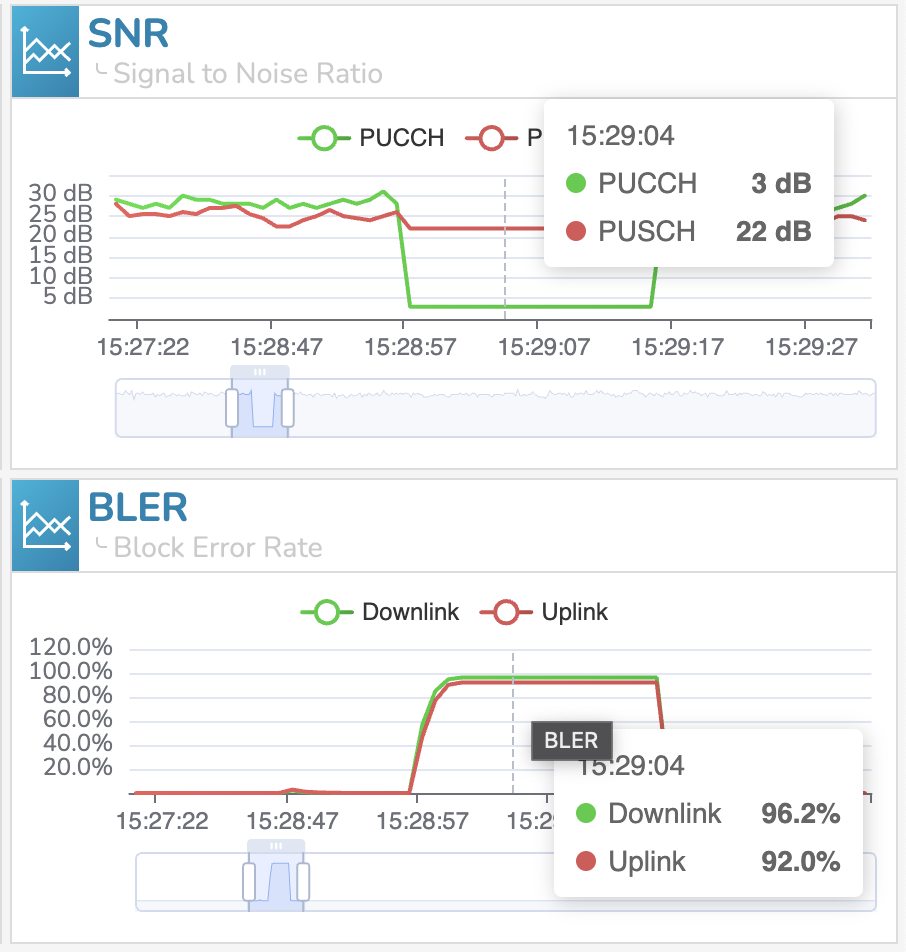 SNR
Signal to Noise Ratio
PUCCH
15:29:04
PUCCH 3 dB
PUSCH 22 dB
30 dB
25 dB
20 dB
15 dB
10 dB
5 dB
15:27:22 15:28:47 15:28:57 15:29:07 15:29:17 15:29:27
BLER
Block Error Rate
Downlink Uplink
120.0%
100.0%
80.0%
60.0%
40.0%
20.0%
BLER
15:29:04
15:27:22 15:28:47 15:28:57 15:29
Downlink 96.2%
Uplink 92.0%